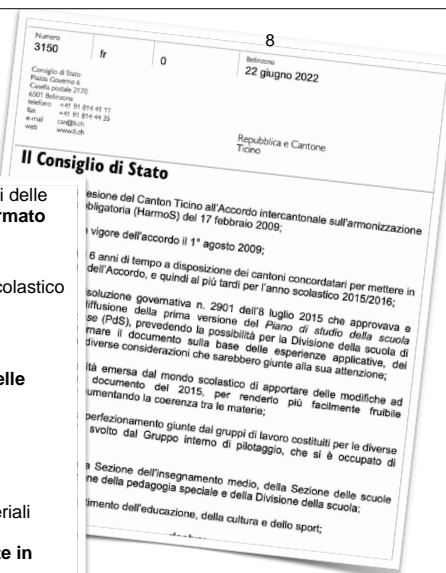 8
Numero
3150
fr
0
Bellinzona
22 giugno 2022
Consiglio di Stato
Piazza Governo 6
Casella postale 2170
6501 Bellinzona
telefono +41 91 814 41 11
fax +41 91 814 44 35
e-mail can@ti.ch
web www.ti.ch
Repubblica e Cantone
Ticino
Il Consiglio di Stato
esione del Canton Ticino all'Accordo intercantonale sull'armonizzazione
bbligatoria (HarmoS) del 17 febbraio 2009;
vigore dell'accordo il 1° agosto 2009;
6 anni di tempo a disposizione dei cantoni concordatari per mettere in
dell'Accordo, e quindi al più tardi per l'anno scolastico 2015/2016;
soluzione governativa n. 2901 dell'8 luglio 2015 che approvava e
diffusione della prima versione del Piano di studio della scuola
se (PdS), prevedendo la possibilità per la Divisione della scuola di
mare il documento sulla base delle esperienze applicative, dei
diverse considerazioni che sarebbero giunte alla sua attenzione;
ità emersa dal mondo scolastico di apportare delle modifiche ad
documento del 2015, per renderlo più facilmente fruibile
umentando la coerenza tra le materie;
perfezionamento giunte dai gruppi di lavoro costituiti per le diverse
svolto dal Gruppo interno di pilotaggio, che si è occupato di
a Sezione dell'insegnamento medio, della Sezione delle scuole
ne della pedagogia speciale e della Divisione della scuola;
timento dell'educazione, della cultura e dello sport;
i delle
rmato
colastico
elle
eriali
te in